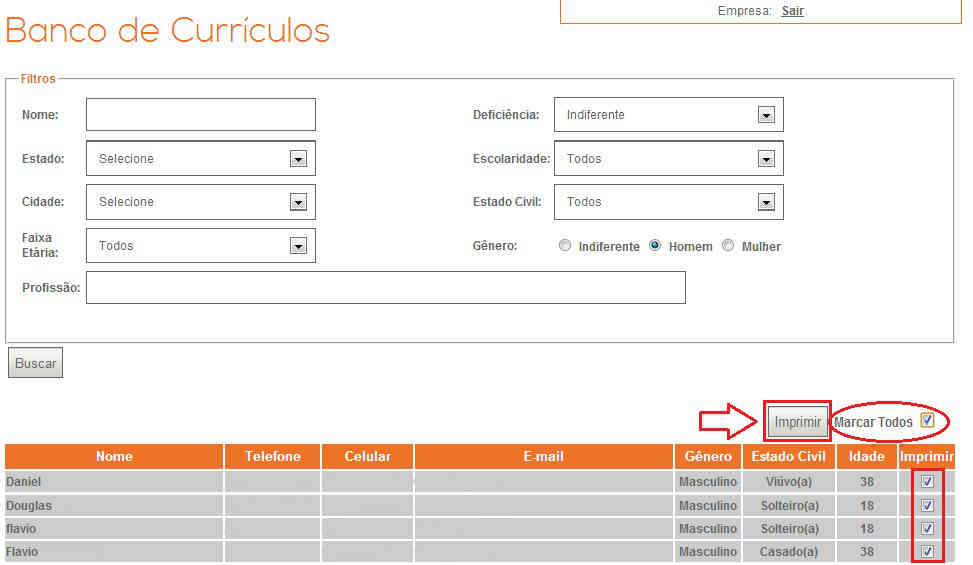 Empresa: Sair
Banco de Currículos
Filtros
Nome:
Deficiência: Indiferente
Estado: Selecione
Escolaridade: Todos
Cidade: Selecione
Estado Civil: Todos
Faixa
Etária: Todos
Gênero: Indiferente Homem Mulher
Profissão:
Buscar
Imprimir Marcar Todos
Nome Telefone Celular E-mail Gênero Estado Civil Idade Imprimir
Daniel Masculino Viúvo(a) 38
Douglas Masculino Solteiro(a) 18
flavio Masculino Solteiro(a) 18
Flavio Masculino Casado(a) 38